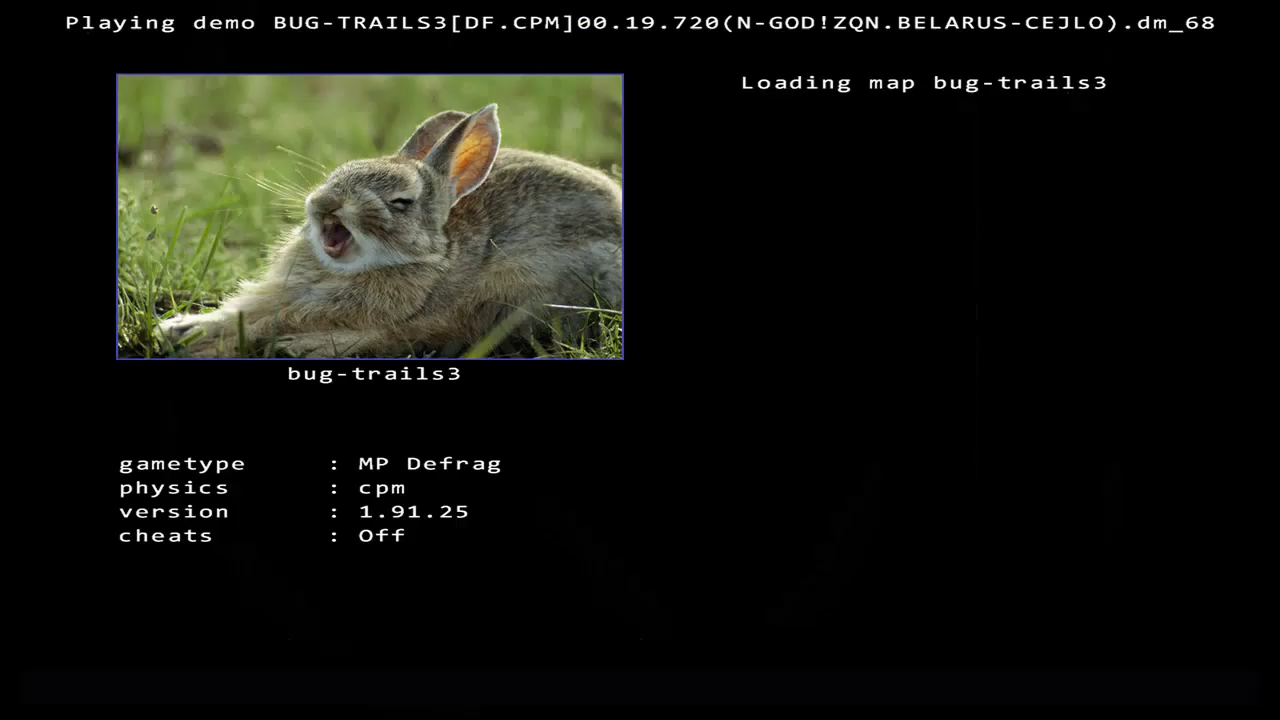 Playing demo BUG-TRAILS3[DF.CPM]00.19.720(N-GOD!ZQN.BELARUS-CEJLO).dm_68
Loading map bug-trails3
bug-trails3
gametype : MP Defrag
physics : cpm
version : 1.91.25
cheats : Off